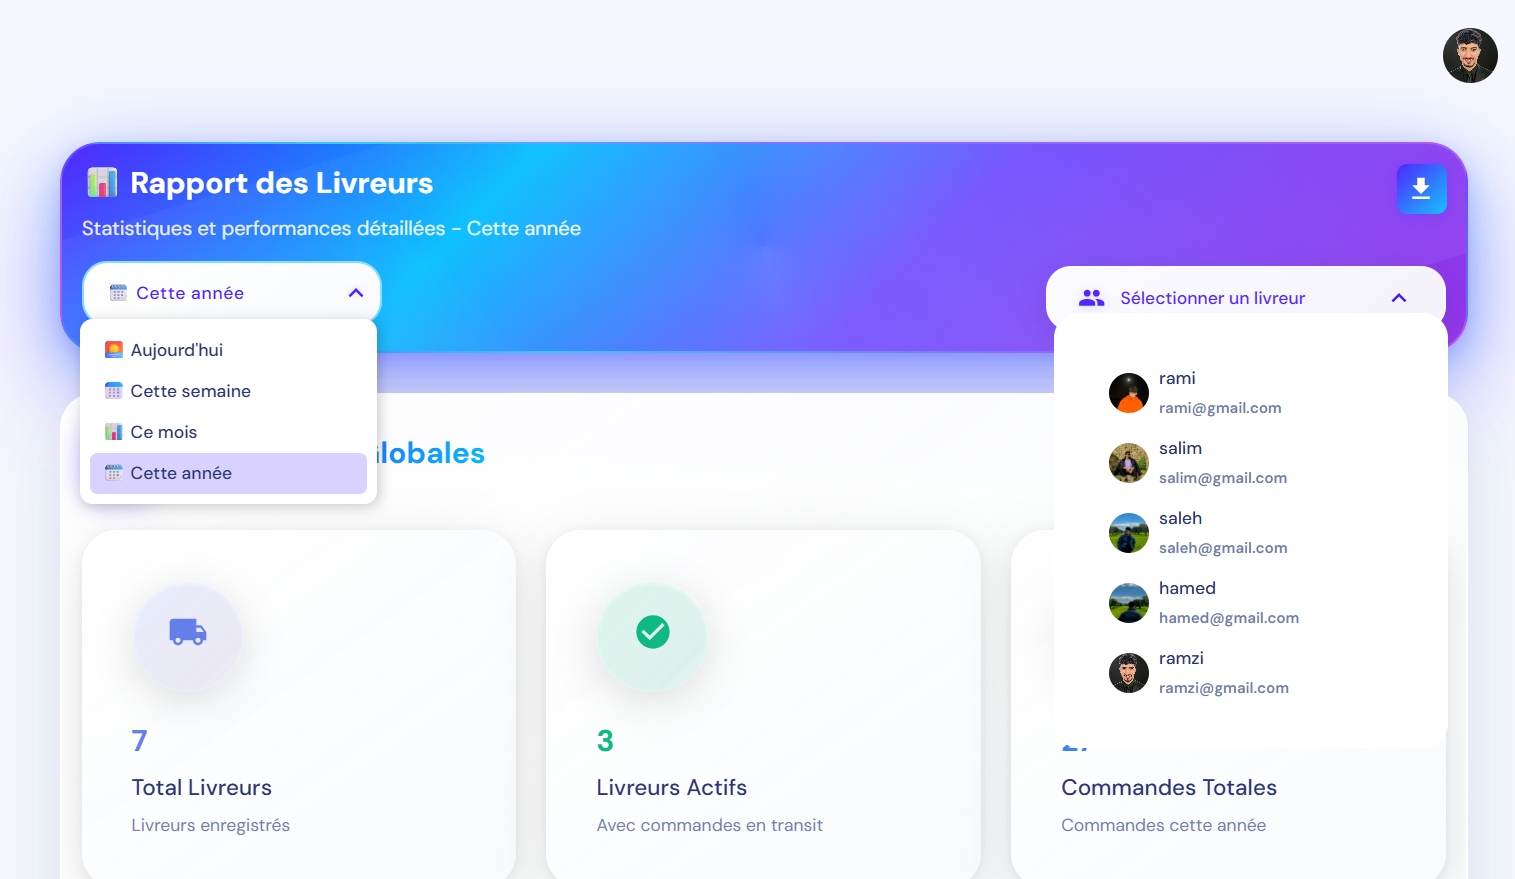 Rapport des Livreurs
Statistiques et performances détaillées - Cette année
Cette année
Aujourd'hui
Cette semaine
Ce mois
Cette année
Sélectionner un livreur
rami
rami@gmail.com
salim
salim@gmail.com
saleh
saleh@gmail.com
hamed
hamed@gmail.com
ramzi
ramzi@gmail.com
lobales
7
Total Livreurs
Livreurs enregistrés
3
Livreurs Actifs
Avec commandes en transit
Commandes Totales
Commandes cette année